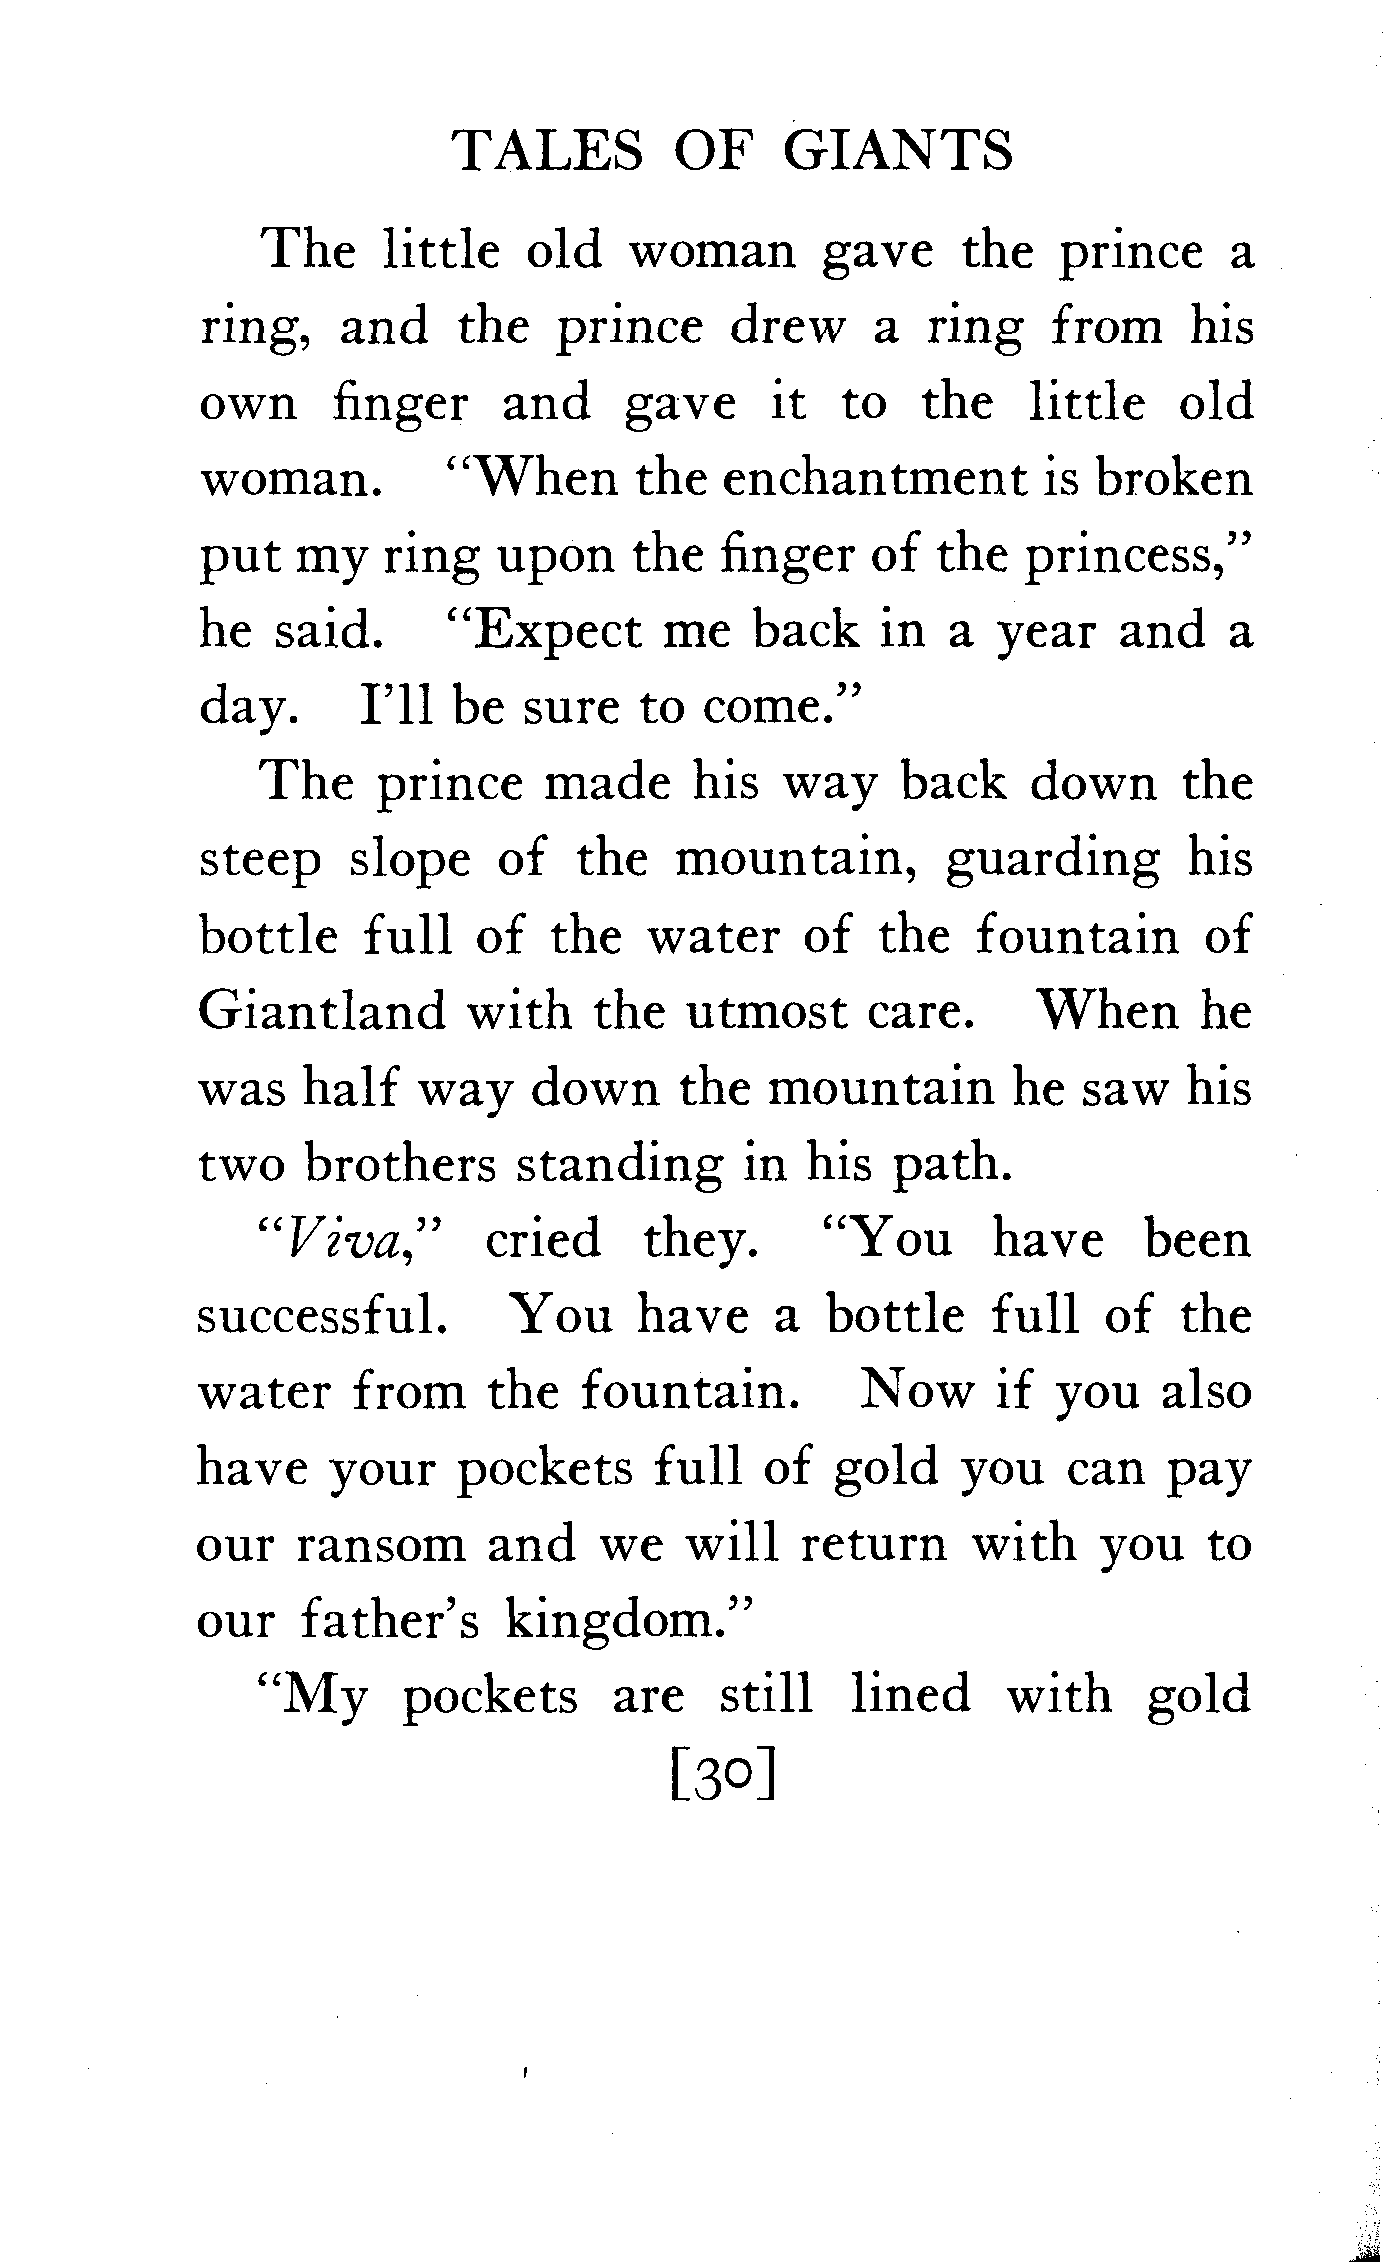 TALES OF GIANTS
The little old woman gave the prince a
ring, and the prince drew a ring from his
own finger and gave it to the little old
woman. "When the enchantment is broken
put my ring upon the finger of the princess,"
he said. "Expect me back in a year and a
day. I'll be sure to come."
The prince made his way back down the
steep slope of the mountain, guarding his
bottle full of the water of the fountain of
Giantland with the utmost care. When he
was half way down the mountain he saw his
two brothers standing in his path.
"Viva," cried they. "You have been
successful. You have a bottle full of the
water from the fountain. Now if you also
have your pockets full of gold you can pay
our ransom and we will return with you to
our father's kingdom."
"My pockets are still lined with gold
[30]